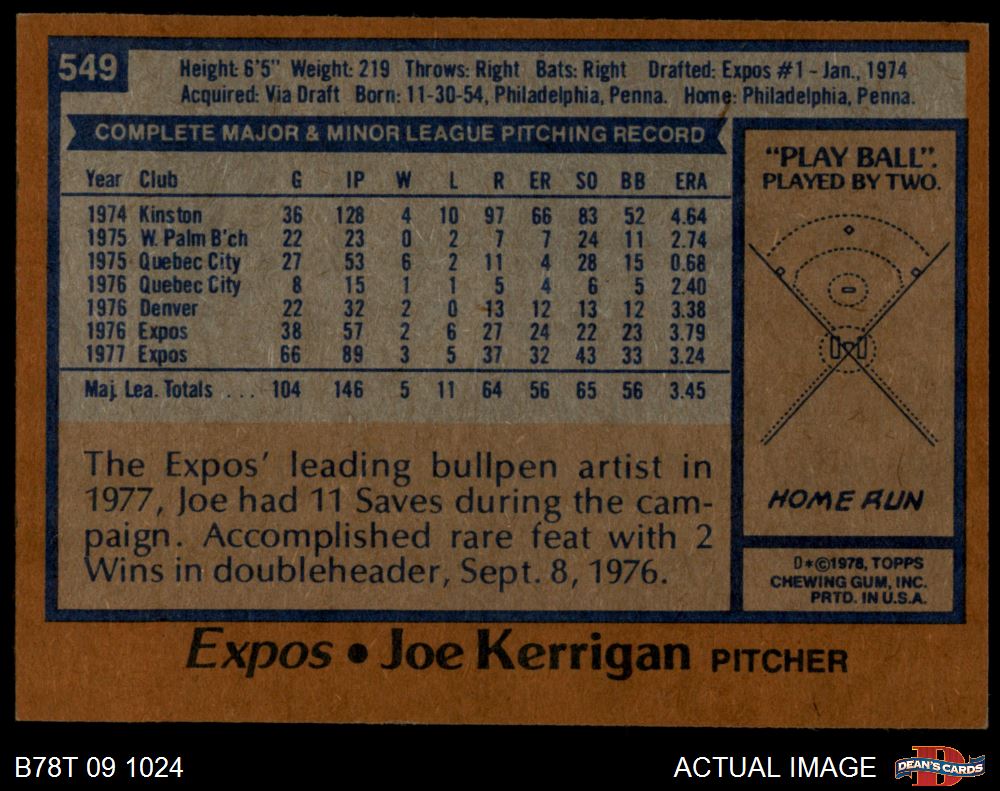 549
Height: 6'5" Weight: 219 Throws: Right Bats: Right Drafted: Expos #1 - Jan., 1974
Acquired: Via Draft Born: 11-30-54, Philadelphia, Penna. Home: Philadelphia, Penna.
COMPLETE MAJOR & MINOR LEAGUE PITCHING RECORD
Year Club G IP W L R ER SO BB ERA
1974 Kinston 36 128 4 10 97 66 83 52 4.64
1975 W. Palm B'ch 22 23 0 2 7 7 24 11 2.74
1975 Quebec City 27 53 6 2 11 4 28 15 0.68
1976 Quebec City 8 15 1 1 5 4 6 5 2.40
1976 Denver 22 32 2 0 13 12 13 12 3.38
1976 Expos 38 57 2 6 27 24 22 23 3.79
1977 Expos 66 89 3 5 37 32 43 33 3.24
Maj. Lea. Totals . . . 104 146 5 11 64 56 65 56 3.45
The Expos' leading bullpen artist in
1977, Joe had 11 Saves during the cam-
paign. Accomplished rare feat with 2
Wins in doubleheader, Sept. 8, 1976.
"PLAY BALL".
PLAYED BY TWO.
HOME RUN
D*©1978, TOPPS
CHEWING GUM, INC.
PRTD. IN U.S.A.
Expos • Joe Kerrigan PITCHER
B78T 09 1024
ACTUAL IMAGE
DEAN'S CARDS